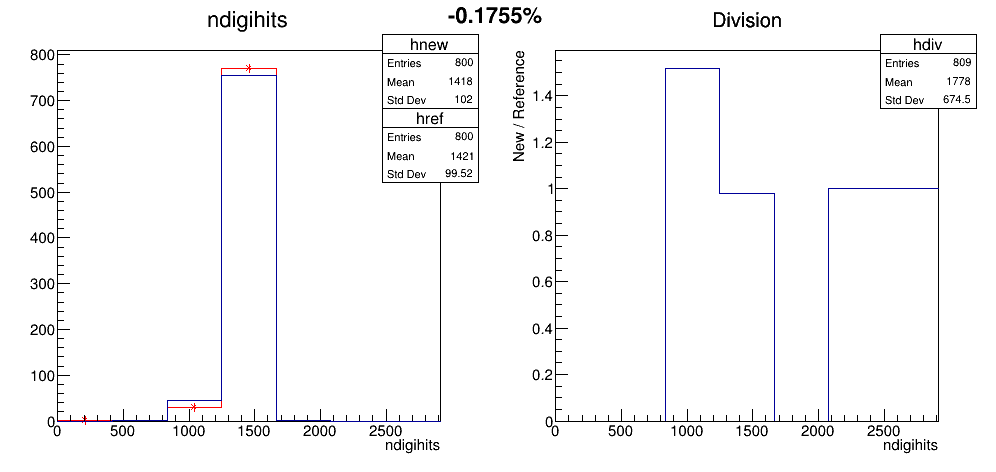 -0.1755%
ndigihits
hnew
Entries 800
Mean 1418
Std Dev 102
href
Entries 800
Mean 1421
Std Dev 99.52
800
700
600
500
400
300
200
100
0
0 500 1000 1500 2000 2500
ndigihits
Division
hdiv
Entries 809
Mean 1778
Std Dev 674.5
New / Reference
1.4
1.2
1
0.8
0.6
0.4
0.2
0
0 500 1000 1500 2000 2500
ndigihits